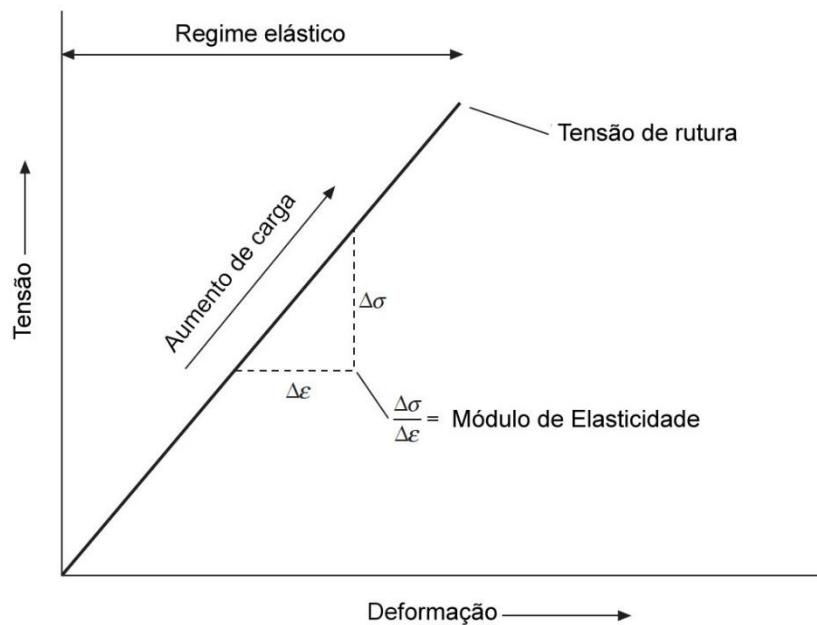 Regime elástico
Tensão de rutura
Aumento de carga
Tensão
Δσ
Δε
Δσ/Δε = Módulo de Elasticidade
Deformação